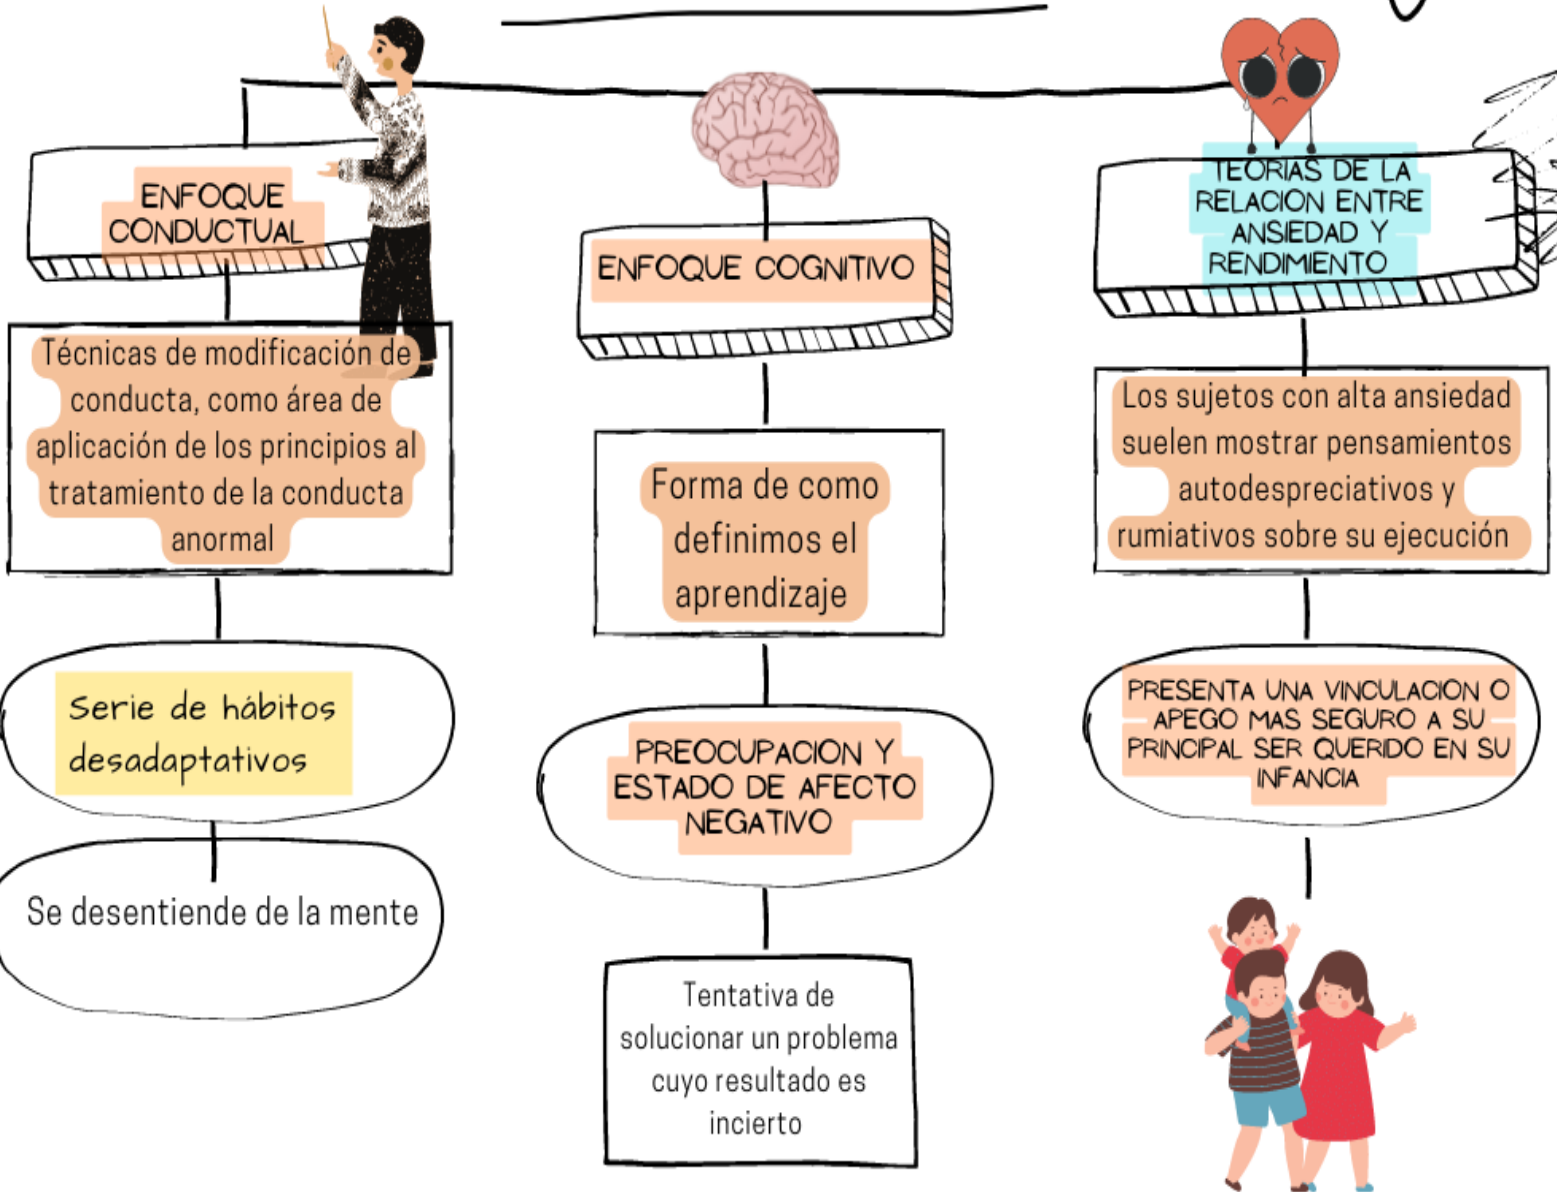 ENFOQUE
CONDUCTUAL
Técnicas de modificación de
conducta, como área de
aplicación de los principios al
tratamiento de la conducta
anormal
Serie de hábitos
desadaptativos
Se desentiende de la mente
ENFOQUE COGNITIVO
Forma de como
definimos el
aprendizaje
PREOCUPACION Y
ESTADO DE AFECTO
NEGATIVO
Tentativa de
solucionar un problema
cuyo resultado es
incierto
TEORIAS DE LA
RELACION ENTRE
ANSIEDAD Y
RENDIMIENTO
Los sujetos con alta ansiedad
suelen mostrar pensamientos
autodespreciativos y
rumiativos sobre su ejecución
PRESENTA UNA VINCULACION O
APEGO MAS SEGURO A SU
PRINCIPAL SER QUERIDO EN SU
INFANCIA